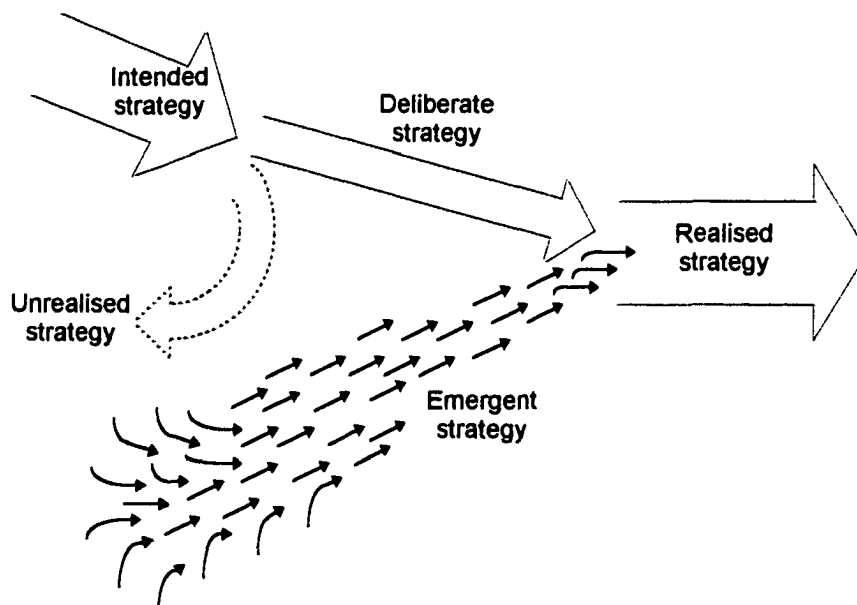 Intended
strategy
Deliberate
strategy
Realised
strategy
Unrealised
strategy
Emergent
strategy